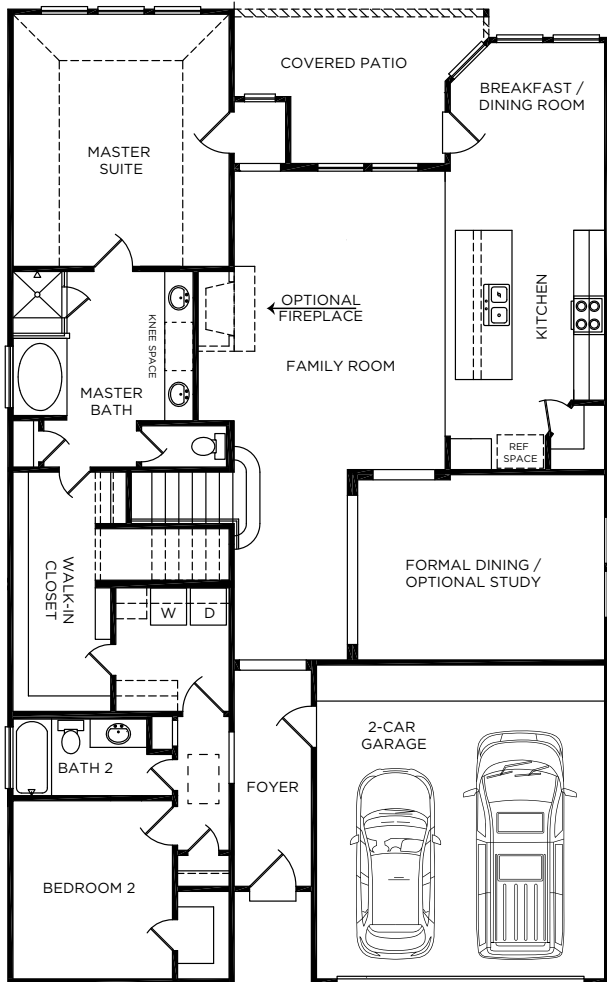 COVERED PATIO
BREAKFAST /
DINING ROOM
MASTER
SUITE
OPTIONAL
FIREPLACE
KITCHEN
KNEE SPACE
FAMILY ROOM
MASTER
BATH
REF
SPACE
WALK-IN
CLOSET
FORMAL DINING /
OPTIONAL STUDY
W
D
2-CAR
GARAGE
BATH 2
FOYER
BEDROOM 2